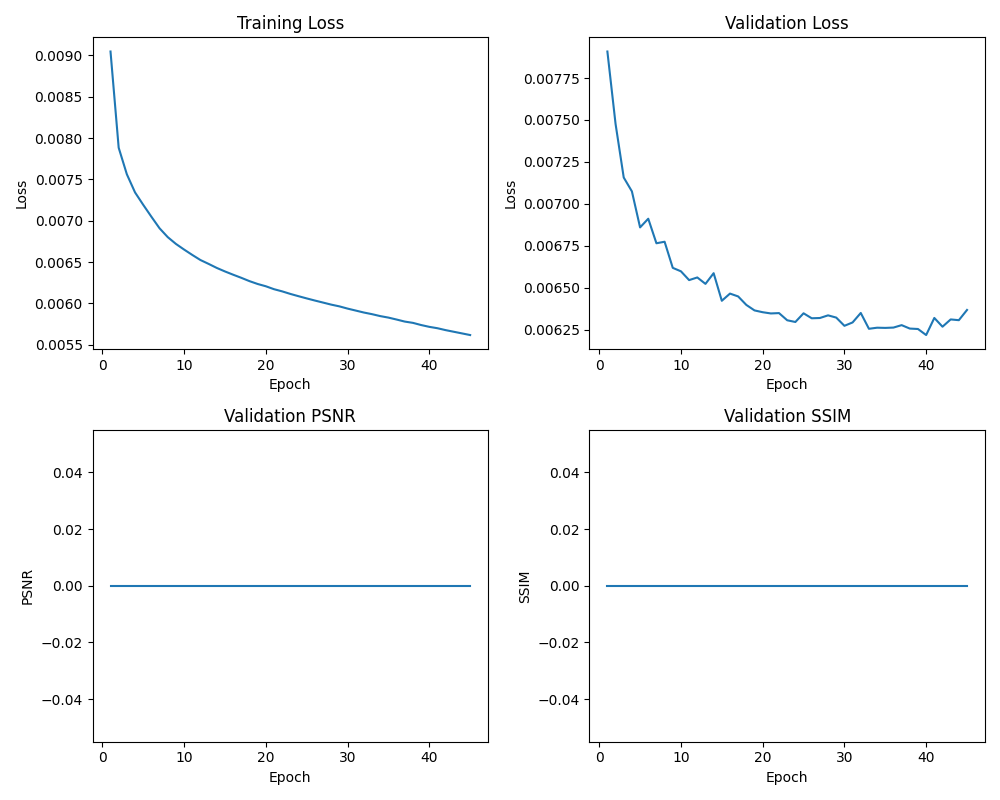 Training Loss
Loss
0.0090
0.0085
0.0080
0.0075
0.0070
0.0065
0.0060
0.0055
0 10 20 30 40
Epoch
Validation Loss
Loss
0.00775
0.00750
0.00725
0.00700
0.00675
0.00650
0.00625
0 10 20 30 40
Epoch
Validation PSNR
PSNR
0.04
0.02
0.00
−0.02
−0.04
0 10 20 30 40
Epoch
Validation SSIM
SSIM
0.04
0.02
0.00
−0.02
−0.04
0 10 20 30 40
Epoch